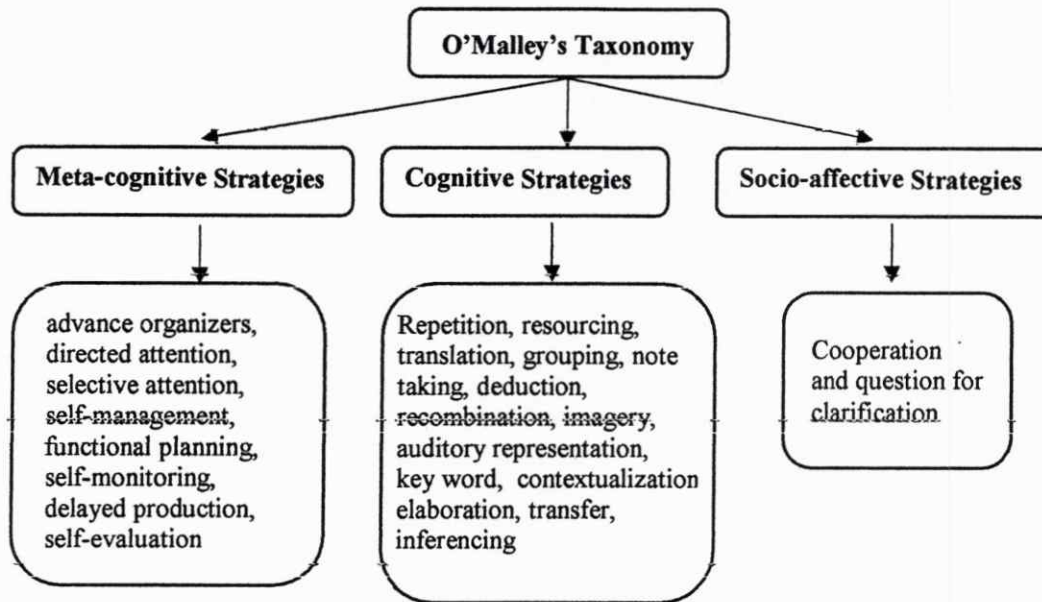 O'Malley's Taxonomy
Meta-cognitive Strategies
Cognitive Strategies
Socio-affective Strategies
advance organizers,
directed attention,
selective attention,
self-management,
functional planning,
self-monitoring,
delayed production,
self-evaluation
Repetition, resourcing,
translation, grouping, note
taking, deduction,
recombination, imagery,
auditory representation,
key word, contextualization
elaboration, transfer,
inferencing
Cooperation
and question for
clarification